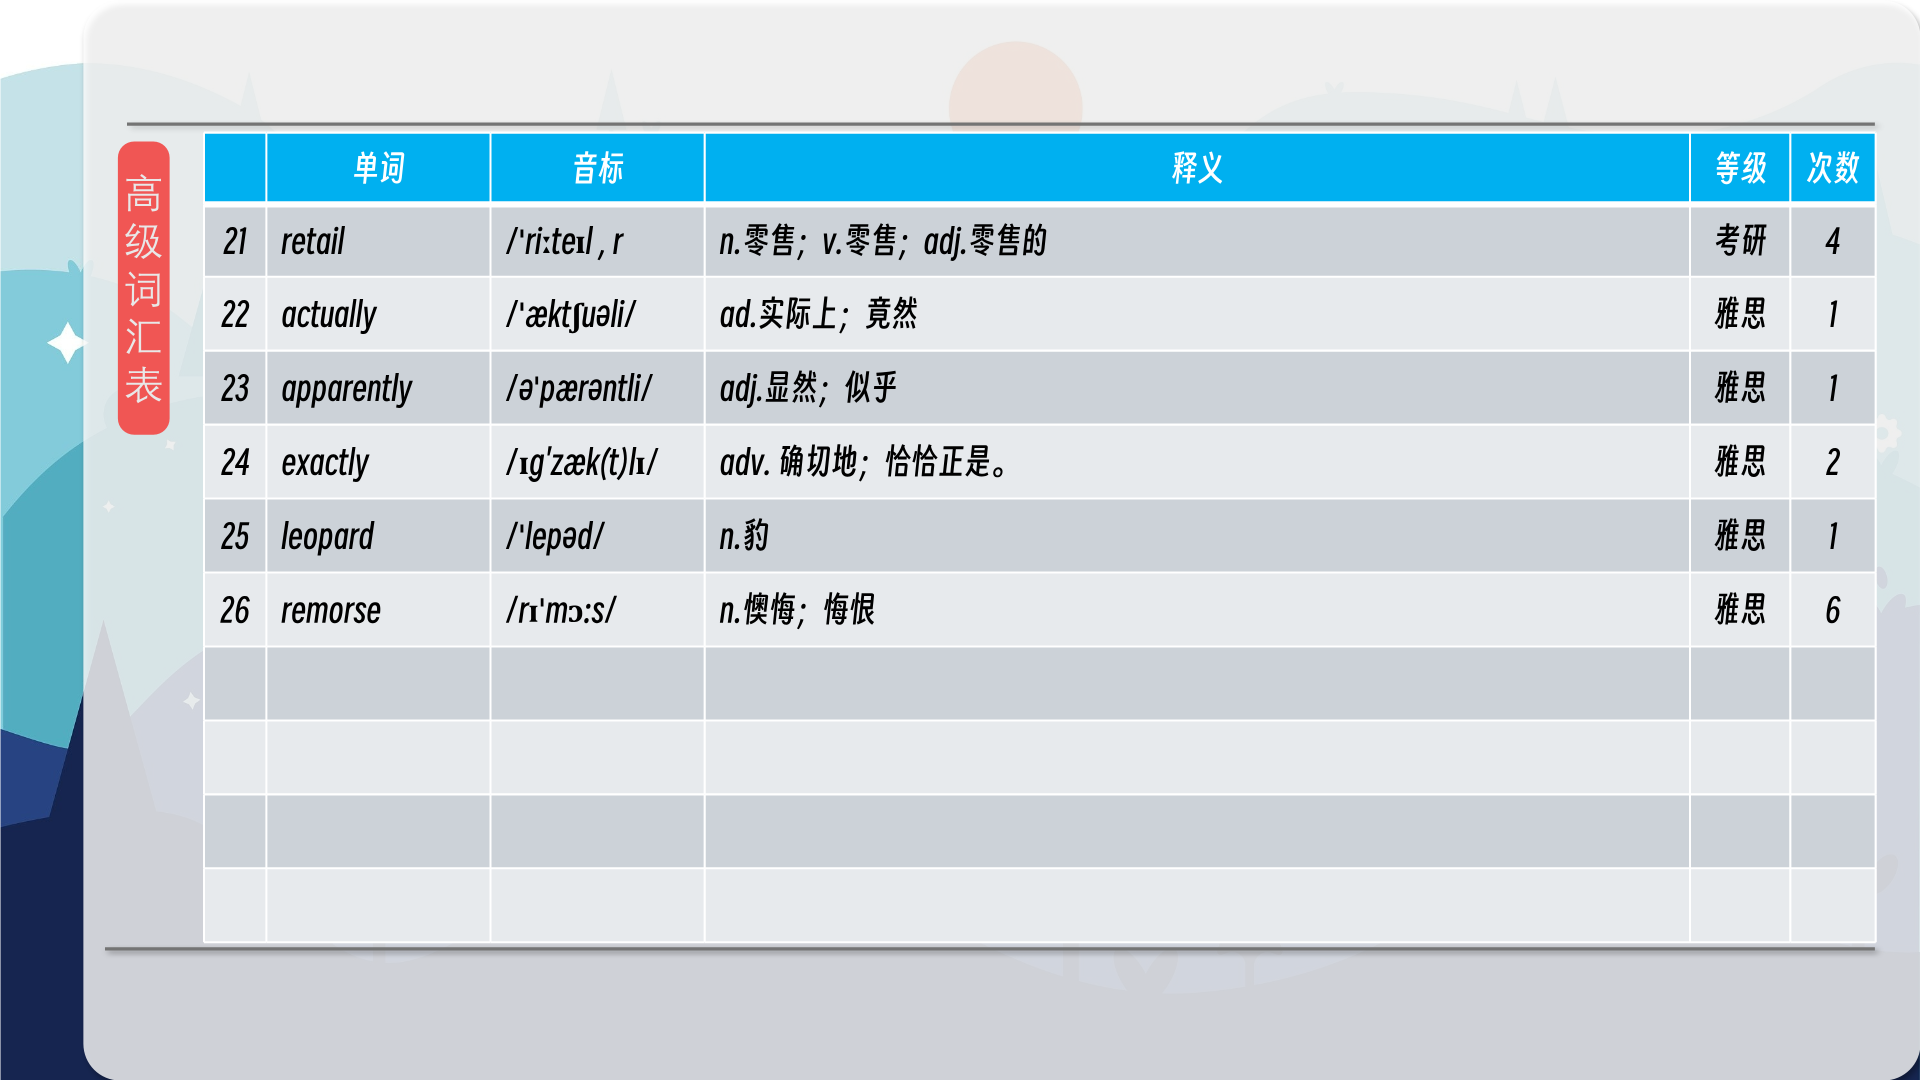 高级词汇表
单词 音标 释义 等级 次数
21 retail /ˈriːteɪl , r n.零售；v.零售；adj.零售的 考研 4
22 actually /ˈæktʃuəli/ ad.实际上；竟然 雅思 1
23 apparently /əˈpærəntli/ adj.显然；似乎 雅思 1
24 exactly /ɪɡ'zæk(t)lɪ/ adv. 确切地；恰恰正是。 雅思 2
25 leopard /ˈlepəd/ n.豹 雅思 1
26 remorse /rɪˈmɔːs/ n.懊悔；悔恨 雅思 6